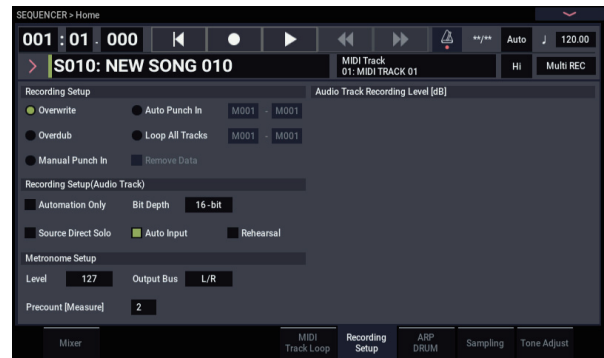 SEQUENCER > Home
001 : 01 . 000 **/** Auto ♩ 120.00
S010: NEW SONG 010 MIDI Track Hi Multi REC
01: MIDI TRACK 01
Recording Setup Audio Track Recording Level [dB]
Overwrite Auto Punch In M001 - M001
Overdub Loop All Tracks M001 - M001
Manual Punch In Remove Data
Recording Setup(Audio Track)
Automation Only Bit Depth 16-bit
Source Direct Solo Auto Input Rehearsal
Metronome Setup
Level 127 Output Bus L/R
Precount [Measure] 2
Mixer MIDI Track Loop Recording Setup ARP DRUM Sampling Tone Adjust